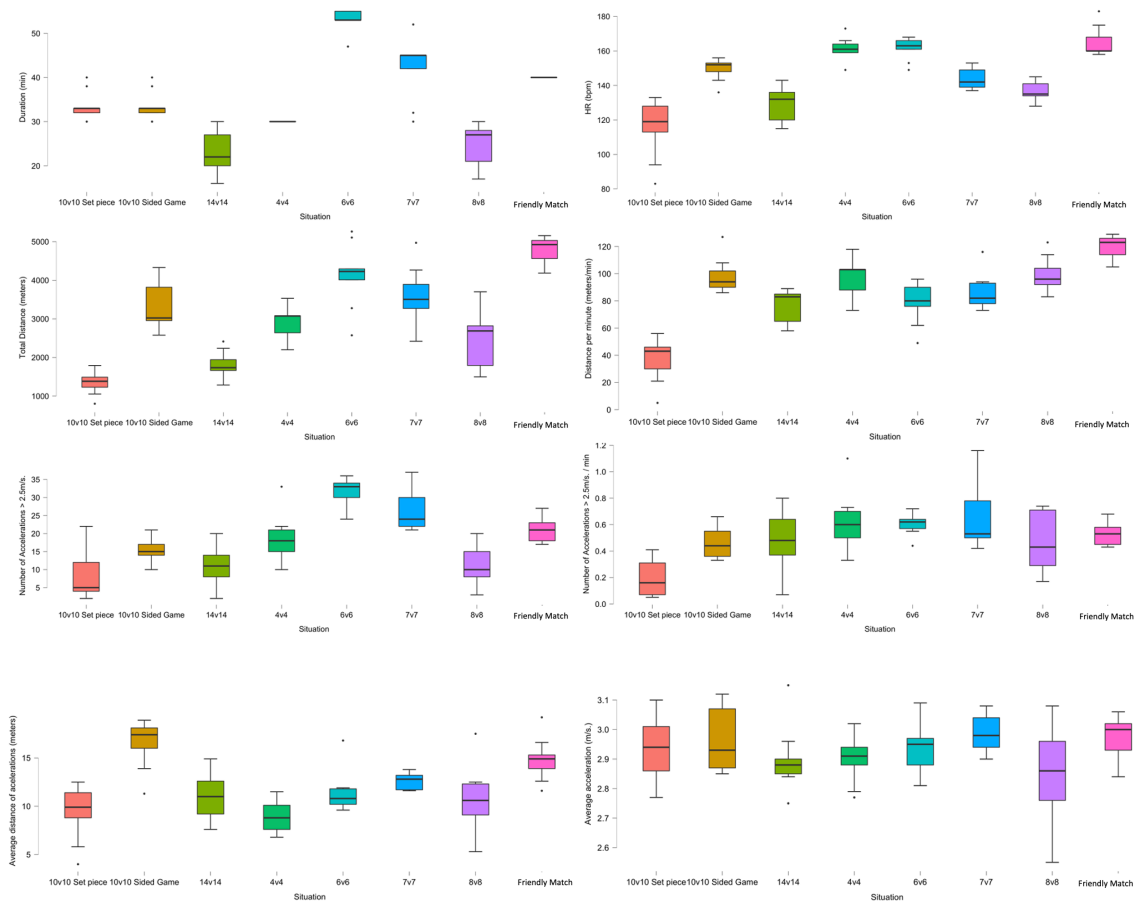 Duration (min)
50
40
30
20
10v10 Set piece 10v10 Sided Game 14v14 4v4 6v6 7v7 8v8 Friendly Match
Situation
HR (bpm)
180
160
140
120
100
80
10v10 Set piece 10v10 Sided Game 14v14 4v4 6v6 7v7 8v8 Friendly Match
Situation
Total Distance (meters)
5000
4000
3000
2000
1000
10v10 Set piece 10v10 Sided Game 14v14 4v4 6v6 7v7 8v8 Friendly Match
Situation
Distance per minute (meters/min)
120
100
80
60
40
20
0
10v10 Set piece 10v10 Sided Game 14v14 4v4 6v6 7v7 8v8 Friendly Match
Situation
Number of Accelerations > 2.5m/s.
35
30
25
20
15
10
5
10v10 Set piece 10v10 Sided Game 14v14 4v4 6v6 7v7 8v8 Friendly Match
Situation
Number of Accelerations > 2.5m/s. / min
1.2
1.0
0.8
0.6
0.4
0.2
0.0
10v10 Set piece 10v10 Sided Game 14v14 4v4 6v6 7v7 8v8 Friendly Match
Situation
Average distance of accelerations (meters)
15
10
5
10v10 Set piece 10v10 Sided Game 14v14 4v4 6v6 7v7 8v8 Friendly Match
Situation
Average acceleration (m/s.)
3.1
3.0
2.9
2.8
2.7
2.6
10v10 Set piece 10v10 Sided Game 14v14 4v4 6v6 7v7 8v8 Friendly Match
Situation